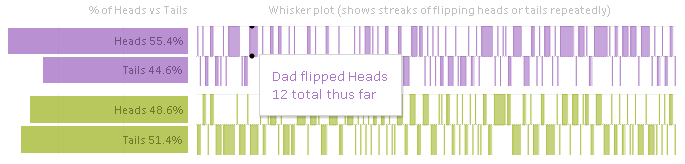 % of Heads vs Tails
Whisker plot (shows streaks of flipping heads or tails repeatedly)
Heads 55.4%
Tails 44.6%
Dad flipped Heads
12 total thus far
Heads 48.6%
Tails 51.4%